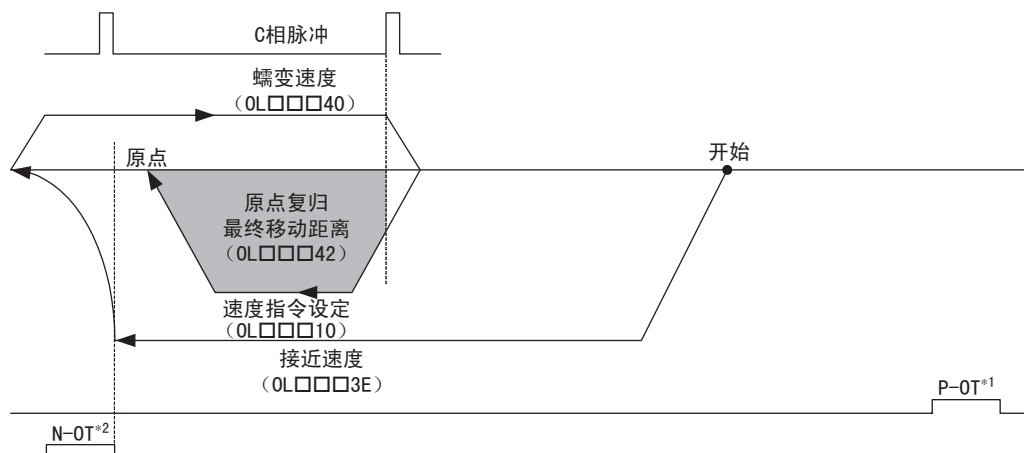 C相脉冲
蠕变速度
（OL□□□40）
原点
开始
原点复归
最终移动距离
（OL□□□42）
速度指令设定
（OL□□□10）
接近速度
（OL□□□3E）
P-OT*1
N-OT*2